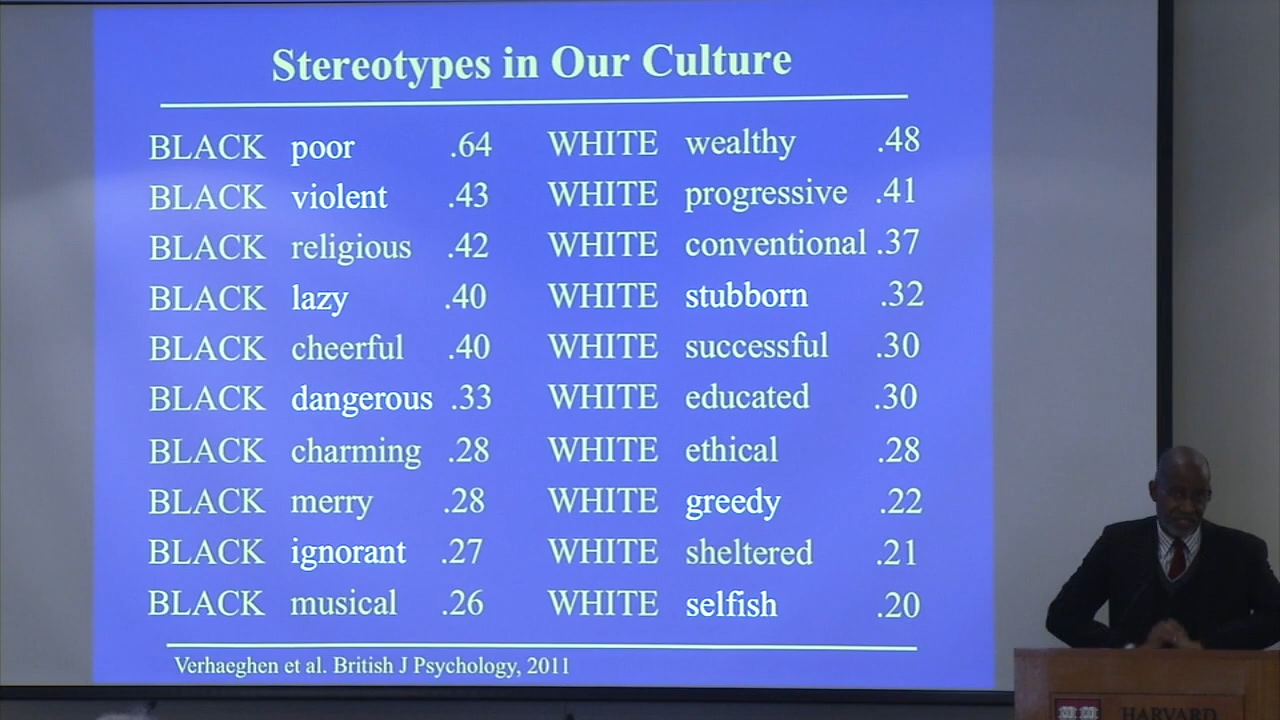 Stereotypes in Our Culture
BLACK poor .64 WHITE wealthy .48
BLACK violent .43 WHITE progressive .41
BLACK religious .42 WHITE conventional .37
BLACK lazy .40 WHITE stubborn .32
BLACK cheerful .40 WHITE successful .30
BLACK dangerous .33 WHITE educated .30
BLACK charming .28 WHITE ethical .28
BLACK merry .28 WHITE greedy .22
BLACK ignorant .27 WHITE sheltered .21
BLACK musical .26 WHITE selfish .20
Verhaeghen et al. British J Psychology, 2011
HARVARD